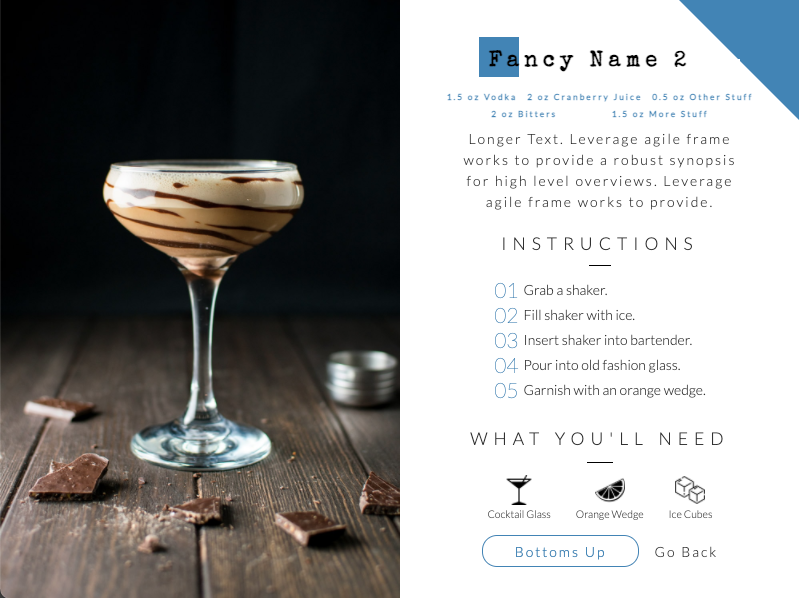 Fancy Name 2
1.5 oz Vodka 2 oz Cranberry Juice 0.5 oz Other Stuff
2 oz Bitters 1.5 oz More Stuff
Longer Text. Leverage agile frame
works to provide a robust synopsis
for high level overviews. Leverage
agile frame works to provide.
INSTRUCTIONS
01 Grab a shaker.
02 Fill shaker with ice.
03 Insert shaker into bartender.
04 Pour into old fashion glass.
05 Garnish with an orange wedge.
WHAT YOU'LL NEED
Cocktail Glass Orange Wedge Ice Cubes
Bottoms Up Go Back